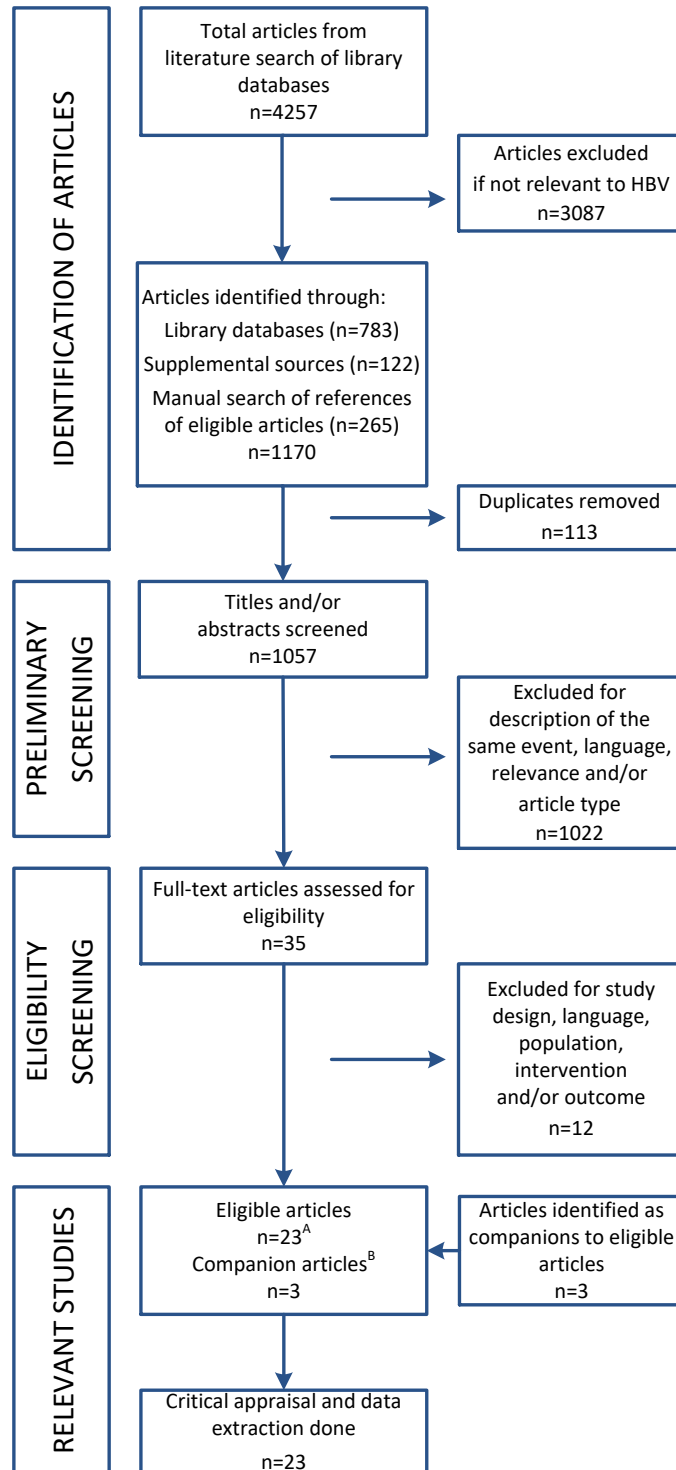 IDENTIFICATION OF ARTICLES
Total articles from
literature search of library
databases
n=4257
Articles excluded
if not relevant to HBV
n=3087
Articles identified through:
Library databases (n=783)
Supplemental sources (n=122)
Manual search of references
of eligible articles (n=265)
n=1170
Duplicates removed
n=113
PRELIMINARY
SCREENING
Titles and/or
abstracts screened
n=1057
Excluded for
description of the
same event, language,
relevance and/or
article type
n=1022
ELIGIBILITY
SCREENING
Full-text articles assessed for
eligibility
n=35
Excluded for study
design, language,
population,
intervention
and/or outcome
n=12
RELEVANT STUDIES
Eligible articles
n=23ᴬ
Companion articlesᴮ
n=3
Articles identified as
companions to eligible
articles
n=3
Critical appraisal and data
extraction done
n=23